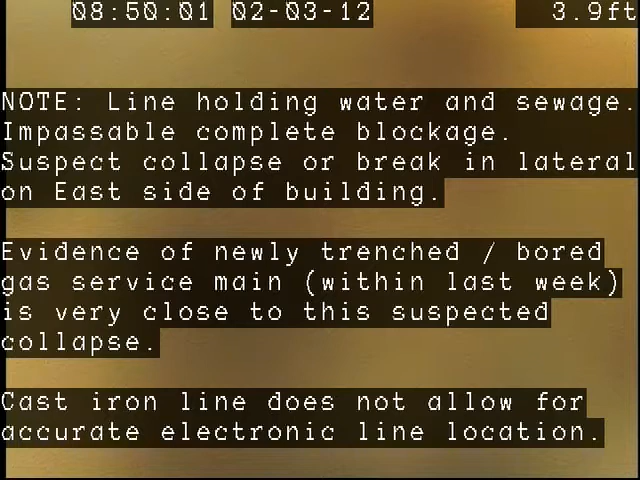 08:50:01 02-03-12 3.9ft
NOTE: Line holding water and sewage.
Impassable complete blockage.
Suspect collapse or break in lateral
on East side of building.
Evidence of newly trenched / bored
gas service main (within last week)
is very close to this suspected
collapse.
Cast iron line does not allow for
accurate electronic line location.